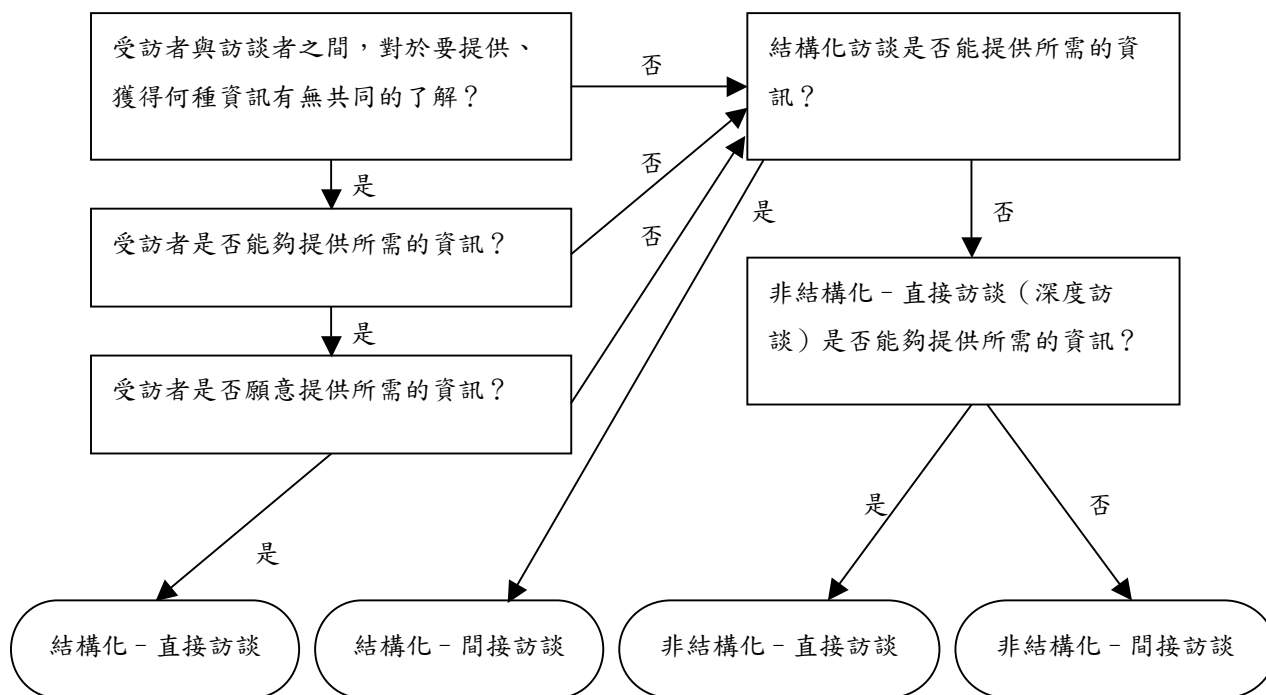 受訪者與訪談者之間，對於要提供、
獲得何種資訊有無共同的了解？
否
結構化訪談是否能提供所需的資
訊？
是
否
是
否
受訪者是否能夠提供所需的資訊？
否
非結構化－直接訪談（深度訪
談）是否能夠提供所需的資訊？
是
受訪者是否願意提供所需的資訊？
是
是
否
結構化－直接訪談
結構化－間接訪談
非結構化－直接訪談
非結構化－間接訪談